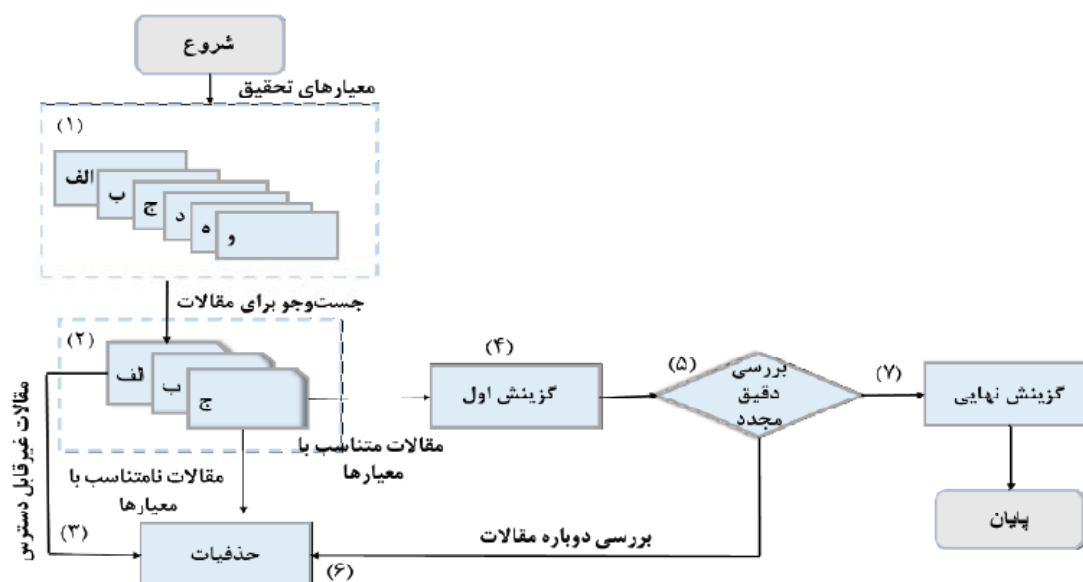 شروع
معیارهای تحقیق
(۱)
الف
ب
ج
د
ه
و
جست‌وجو برای مقالات
(۲)
الف
ب
ج
مقالات غیرقابل دسترس
مقالات نامتناسب با
معیارها
مقالات متناسب با
معیارها
(۳)
حذفیات
(۴)
گزینش اول
(۵)
بررسی
دقیق
مجدد
(۶)
بررسی دوباره مقالات
(۷)
گزینش نهایی
پایان